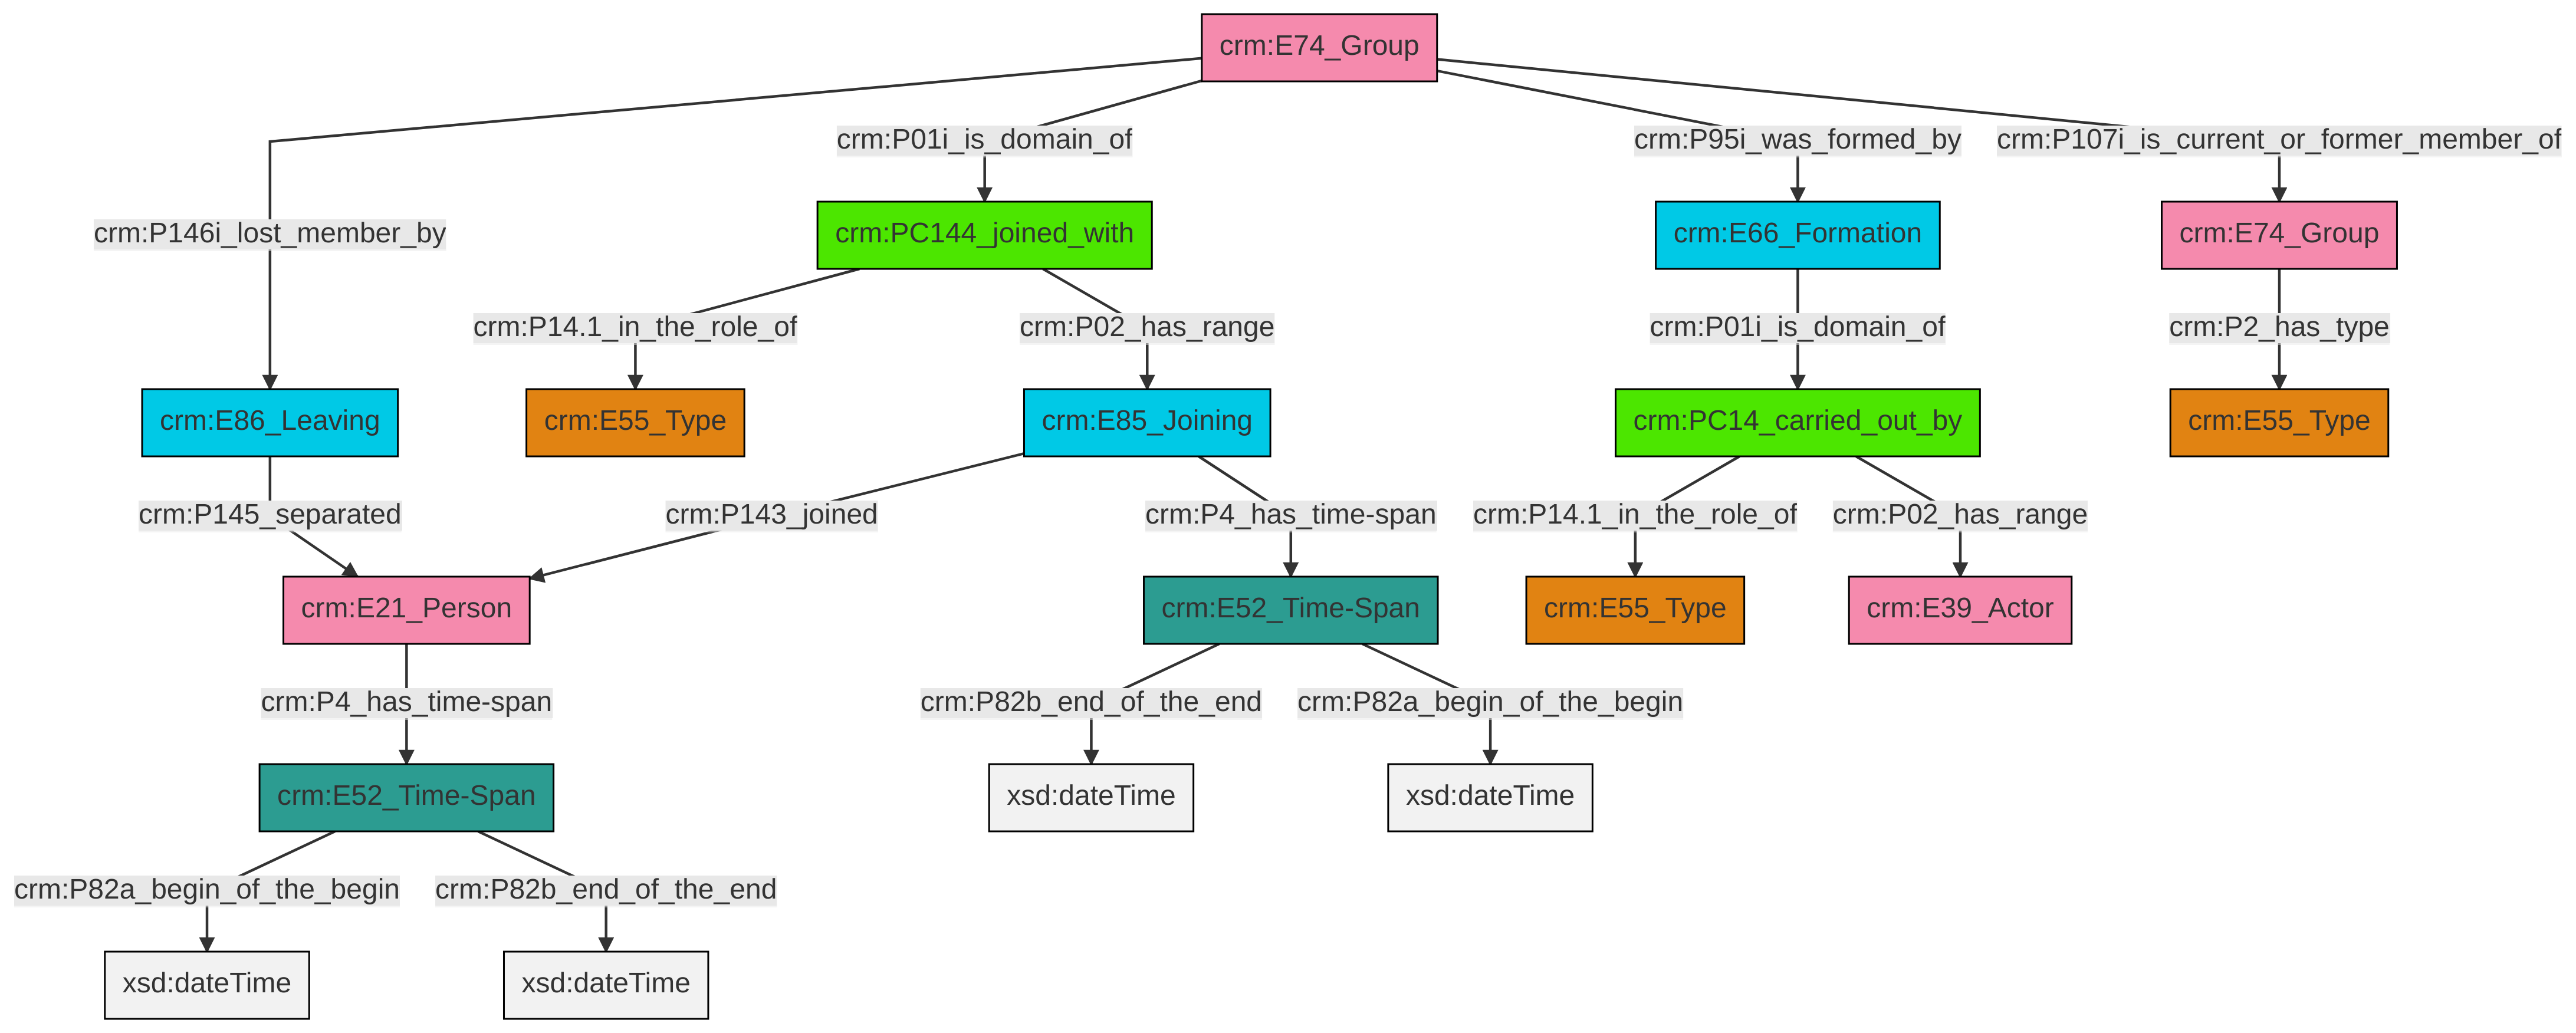 crm:E74_Group
crm:P01i_is_domain_of
crm:P95i_was_formed_by
crm:P107i_is_current_or_former_member_of
crm:P146i_lost_member_by
crm:PC144_joined_with
crm:E66_Formation
crm:E74_Group
crm:P14.1_in_the_role_of
crm:P02_has_range
crm:P01i_is_domain_of
crm:P2_has_type
crm:E86_Leaving
crm:E55_Type
crm:E85_Joining
crm:PC14_carried_out_by
crm:E55_Type
crm:P145_separated
crm:P143_joined
crm:P4_has_time-span
crm:P14.1_in_the_role_of
crm:P02_has_range
crm:E21_Person
crm:E52_Time-Span
crm:E55_Type
crm:E39_Actor
crm:P4_has_time-span
crm:P82b_end_of_the_end
crm:P82a_begin_of_the_begin
crm:E52_Time-Span
xsd:dateTime
xsd:dateTime
crm:P82a_begin_of_the_begin
crm:P82b_end_of_the_end
xsd:dateTime
xsd:dateTime